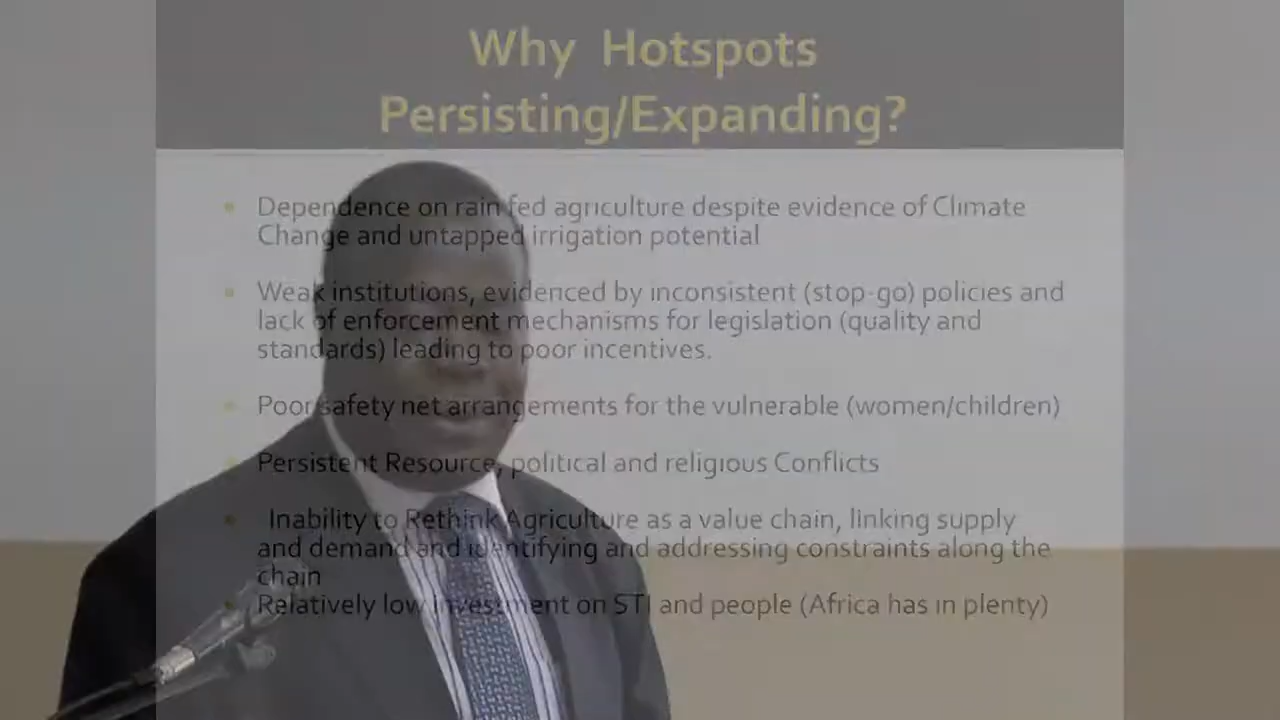 Why Hotspots
Persisting/Expanding?
Dependence on rain fed agriculture despite evidence of Climate
Change and untapped irrigation potential
Weak institutions, evidenced by inconsistent (stop-go) policies and
lack of enforcement mechanisms for legislation (quality and
standards) leading to poor incentives.
Poor safety net arrangements for the vulnerable (women/children)
Persistent Resource, political and religious Conflicts
Inability to Rethink Agriculture as a value chain, linking supply
and demand and identifying and addressing constraints along the
chain
Relatively low investment on STI and people (Africa has in plenty)